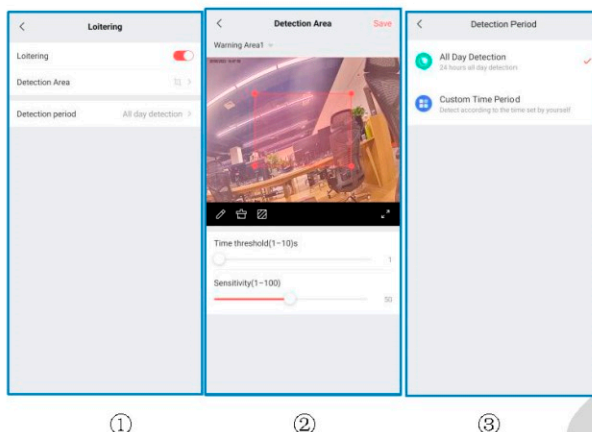 Loitering
Loitering
Detection Area
Detection period
All day detection
Detection Area
Save
Warning Area1
Time threshold(1-10)s
1
Sensitivity(1-100)
50
Detection Period
All Day Detection
24 hours all day detection
Custom Time Period
Detect according to the time set by yourself
①
②
③